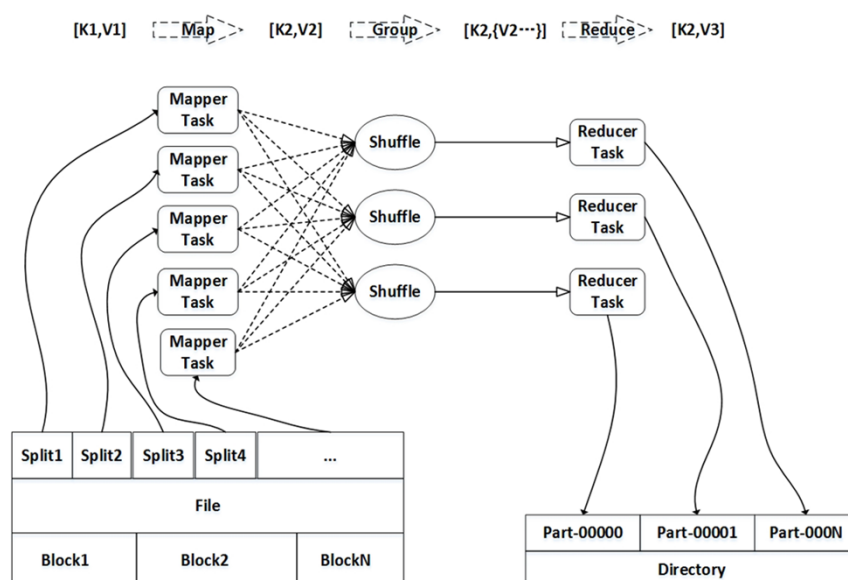 [K1,V1] Map [K2,V2] Group [K2,{V2···}] Reduce [K2,V3]
Mapper
Task
Mapper
Task
Mapper
Task
Mapper
Task
Mapper
Task
Shuffle
Shuffle
Shuffle
Reducer
Task
Reducer
Task
Reducer
Task
Split1 Split2 Split3 Split4 ...
File
Block1 Block2 BlockN
Part-00000 Part-00001 Part-000N
Directory